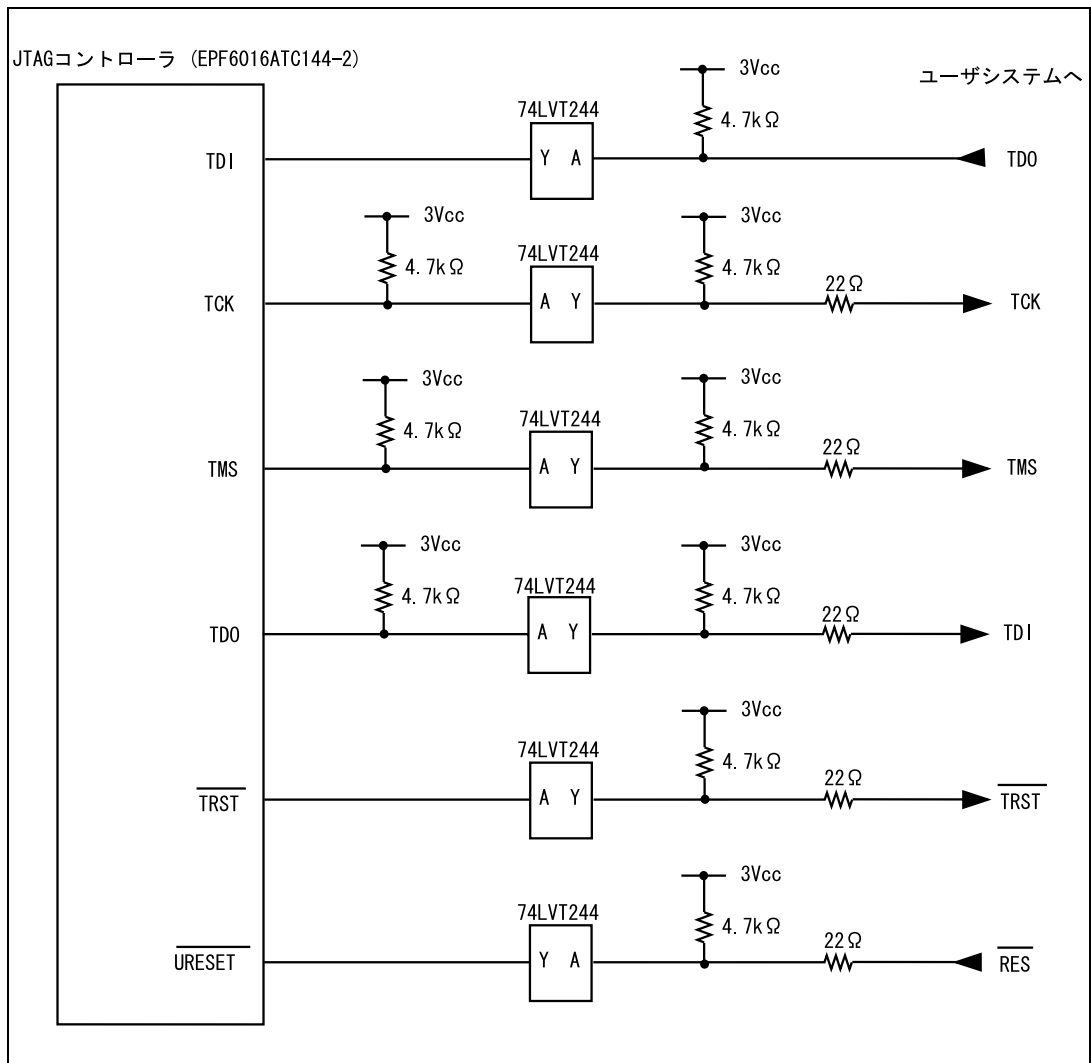 JTAGコントローラ (EPF6016ATC144-2)
ユーザシステムへ
3Vcc
74LVT244
4.7kΩ
TDI
Y A
TDO
3Vcc
3Vcc
74LVT244
4.7kΩ
4.7kΩ
22Ω
TCK
A Y
TCK
3Vcc
3Vcc
74LVT244
4.7kΩ
4.7kΩ
22Ω
TMS
A Y
TMS
3Vcc
3Vcc
74LVT244
4.7kΩ
4.7kΩ
22Ω
TDO
A Y
TDI
3Vcc
74LVT244
4.7kΩ
22Ω
TRST
A Y
TRST
3Vcc
74LVT244
4.7kΩ
22Ω
URESET
Y A
RES